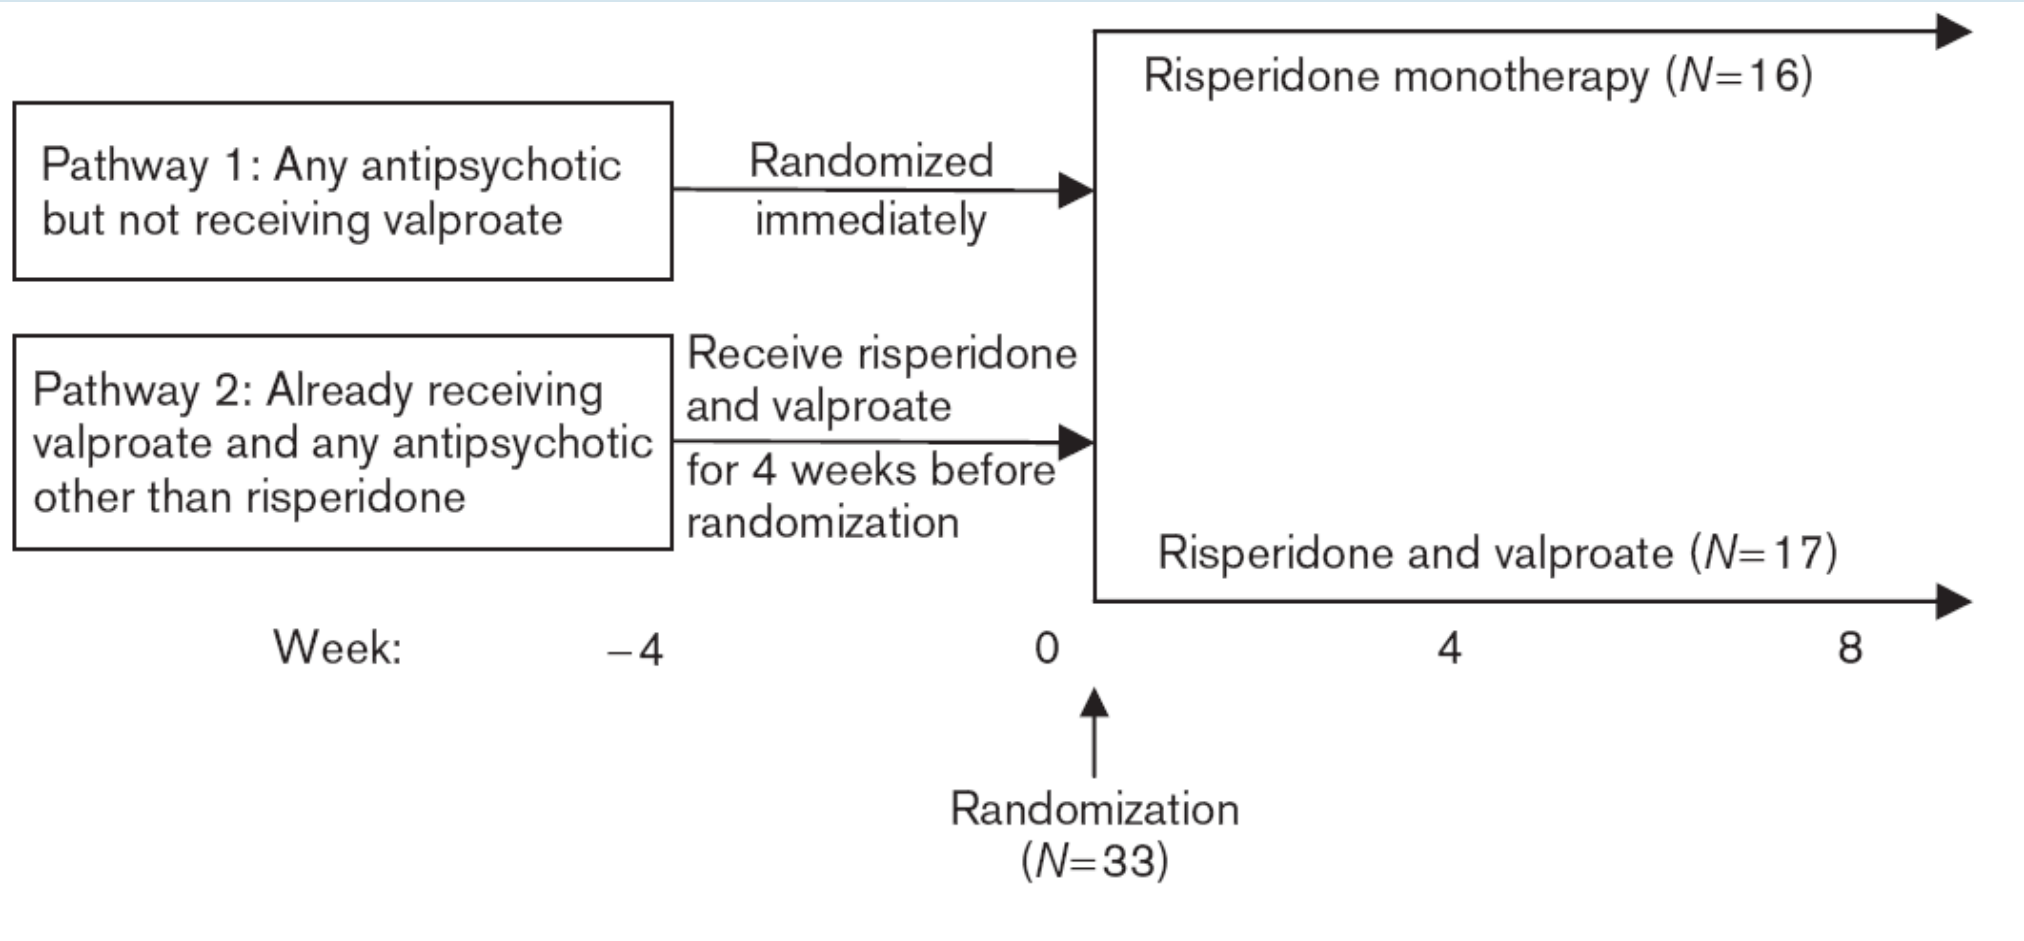 Risperidone monotherapy (N=16)
Pathway 1: Any antipsychotic
but not receiving valproate
Randomized
immediately
Pathway 2: Already receiving
valproate and any antipsychotic
other than risperidone
Receive risperidone
and valproate
for 4 weeks before
randomization
Risperidone and valproate (N=17)
Week: −4 0 4 8
Randomization
(N=33)